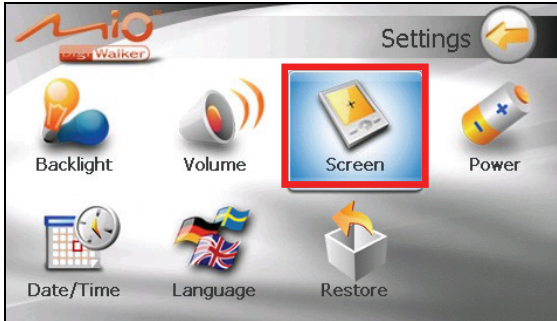 Mio
DigiWalker
Settings
Backlight Volume Screen Power
Date/Time Language Restore